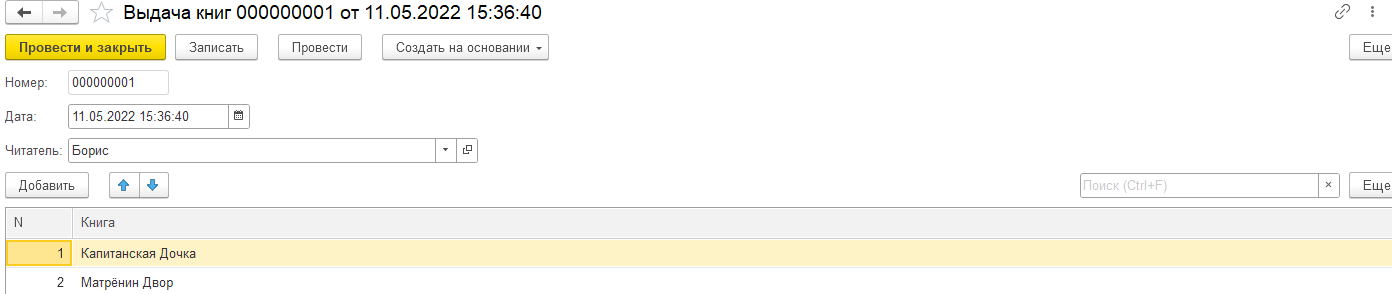 Выдача книг 000000001 от 11.05.2022 15:36:40
Провести и закрыть Записать Провести Создать на основании Еще
Номер: 000000001
Дата: 11.05.2022 15:36:40
Читатель: Борис
Добавить Поиск (Ctrl+F) × Еще
N Книга
1 Капитанская Дочка
2 Матрёнин Двор